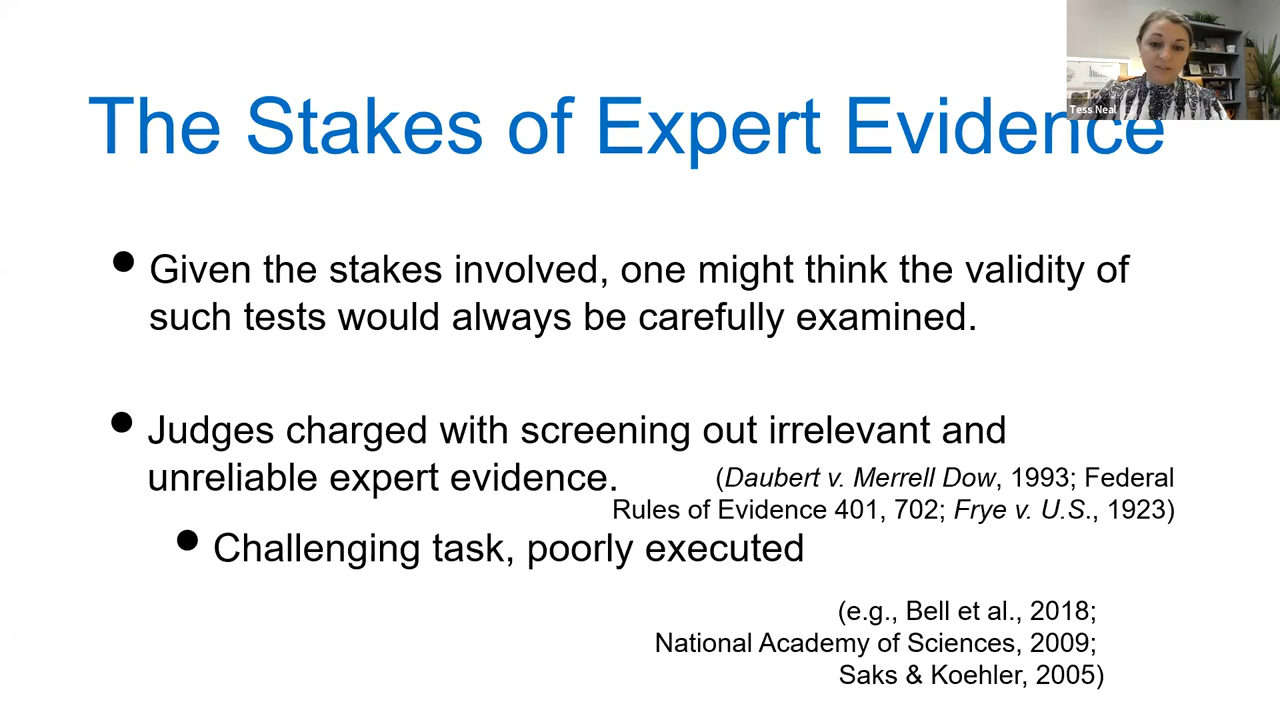 The Stakes of Expert Evidence
Tess Neal
• Given the stakes involved, one might think the validity of
such tests would always be carefully examined.
• Judges charged with screening out irrelevant and
unreliable expert evidence.
(Daubert v. Merrell Dow, 1993; Federal
Rules of Evidence 401, 702; Frye v. U.S., 1923)
• Challenging task, poorly executed
(e.g., Bell et al., 2018;
National Academy of Sciences, 2009;
Saks & Koehler, 2005)